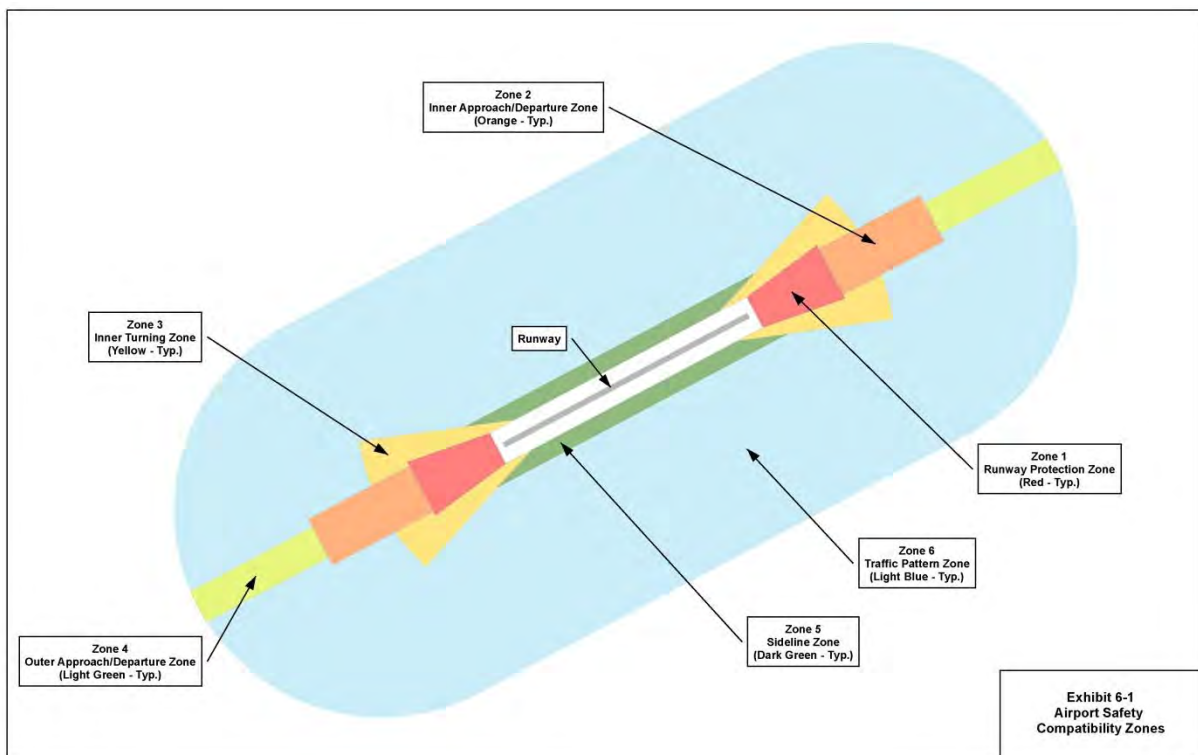 Zone 2
Inner Approach/Departure Zone
(Orange - Typ.)
Zone 3
Inner Turning Zone
(Yellow - Typ.)
Runway
Zone 1
Runway Protection Zone
(Red - Typ.)
Zone 6
Traffic Pattern Zone
(Light Blue - Typ.)
Zone 5
Sideline Zone
(Dark Green - Typ.)
Zone 4
Outer Approach/Departure Zone
(Light Green - Typ.)
Exhibit 6-1
Airport Safety
Compatibility Zones